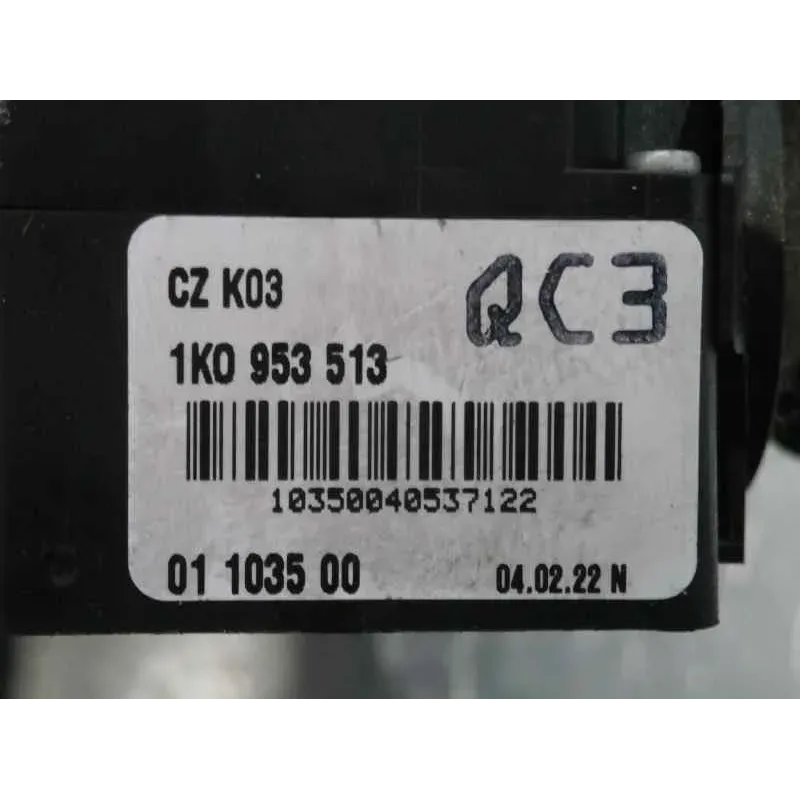 CZ K03
QC3
1K0 953 513
10350040537122
01 1035 00
04.02.22 N